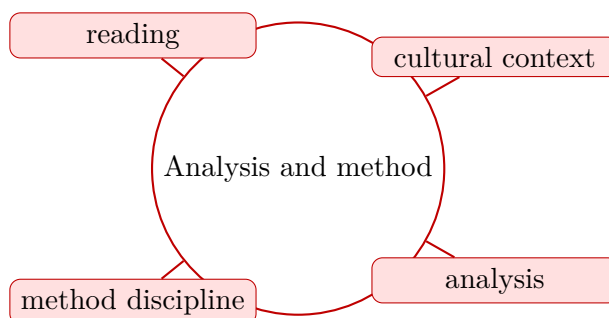 reading
cultural context
Analysis and method
analysis
method discipline